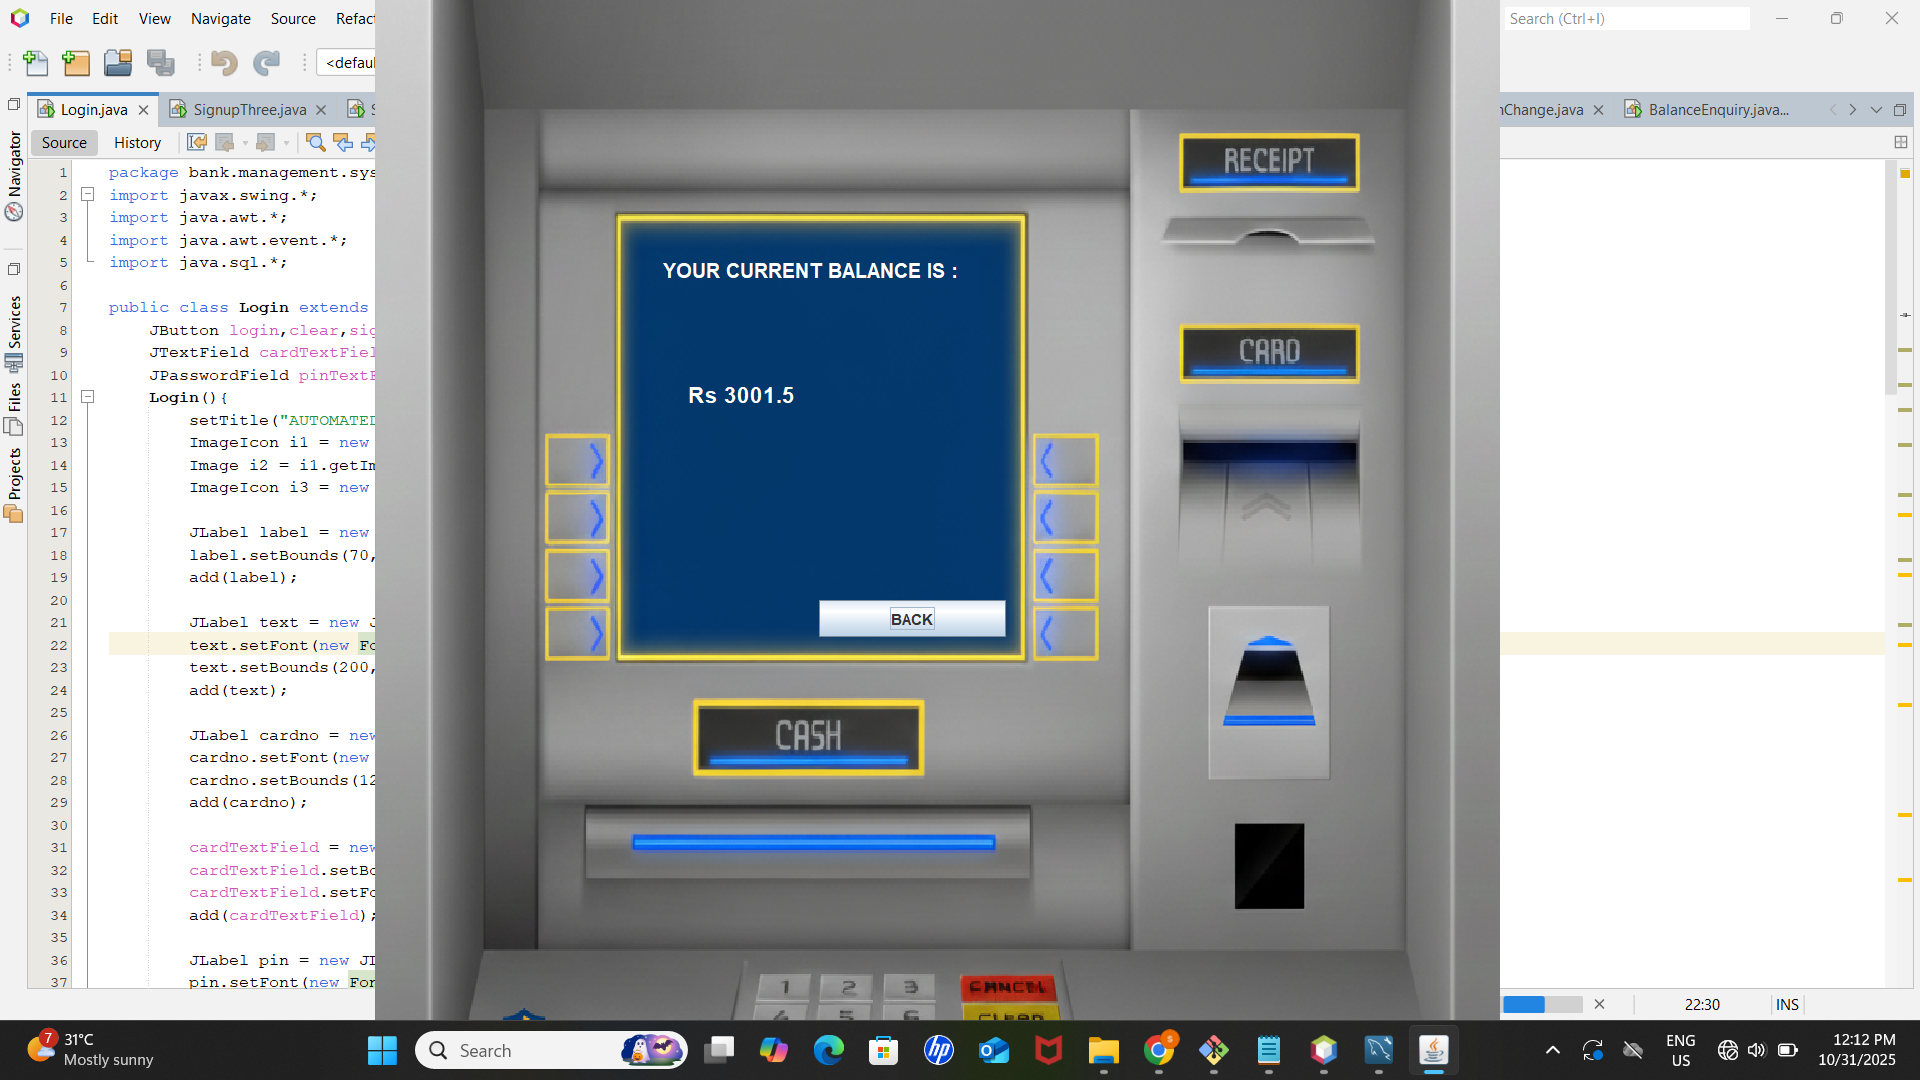 File Edit View Navigate Source Refact
Search (Ctrl+I)
<defaul
Login.java
SignupThree.java
nChange.java
BalanceEnquiry.java...
Source History
Navigator
Services
Files
Projects
1 package bank.management.sys
2 import javax.swing.*;
3 import java.awt.*;
4 import java.awt.event.*;
5 import java.sql.*;
6
7 public class Login extends
8 JButton login,clear,sig
9 JTextField cardTextFiel
10 JPasswordField pinTextF
11 Login(){
12 setTitle("AUTOMATED
13 ImageIcon i1 = new
14 Image i2 = i1.getIm
15 ImageIcon i3 = new
16
17 JLabel label = new
18 label.setBounds(70,
19 add(label);
20
21 JLabel text = new J
22 text.setFont(new Fo
23 text.setBounds(200,
24 add(text);
25
26 JLabel cardno = new
27 cardno.setFont(new
28 cardno.setBounds(12
29 add(cardno);
30
31 cardTextField = new
32 cardTextField.setBo
33 cardTextField.setFo
34 add(cardTextField);
35
36 JLabel pin = new JL
37 pin.setFont(new Fon
YOUR CURRENT BALANCE IS :
Rs 3001.5
BACK
RECEIPT
CARD
CASH
1 2 3 CANCEL
4 5 6 CLEAR
22:30 INS
7
31°C
Mostly sunny
Search
hp
S
ENG
US
12:12 PM
10/31/2025